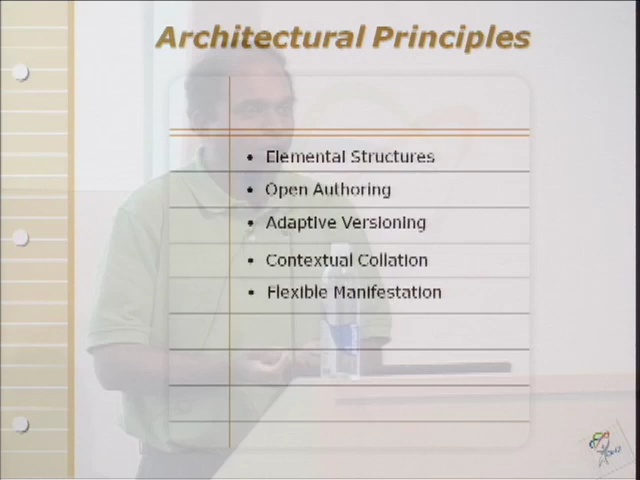 Architectural Principles
• Elemental Structures
• Open Authoring
• Adaptive Versioning
• Contextual Collation
• Flexible Manifestation